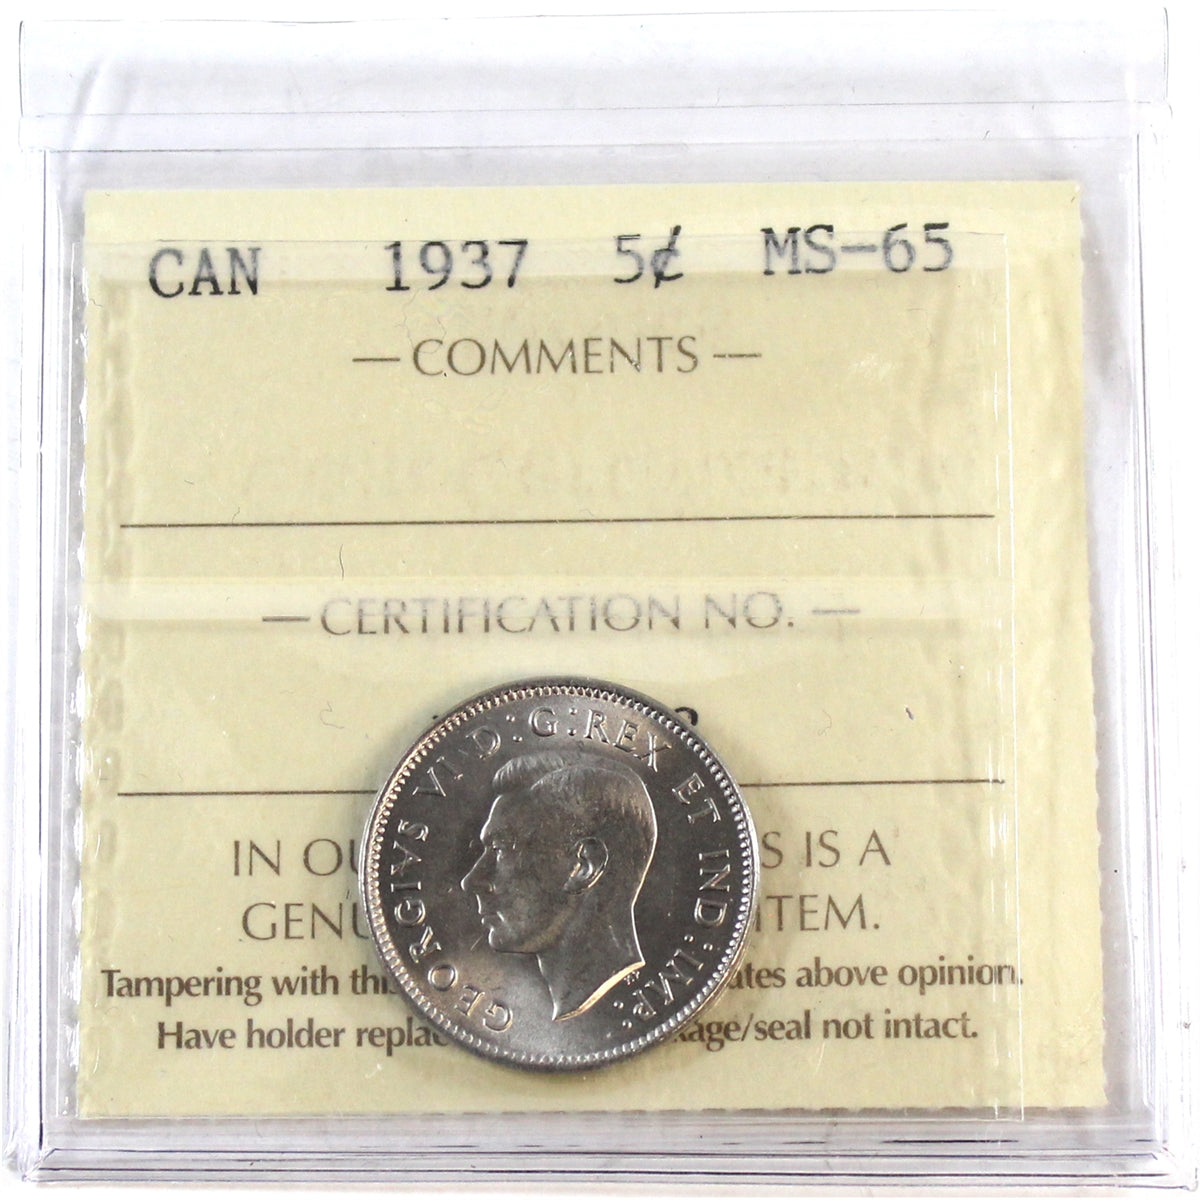 CAN 1937 5¢ MS-65
— COMMENTS —
— CERTIFICATION NO. —
GEORGIVS VI D:G:REX ET IND:IMP:
HP
IN OU S IS A
GENU ITEM.
Tampering with thi ates above opinion.
Have holder replac kage/seal not intact.